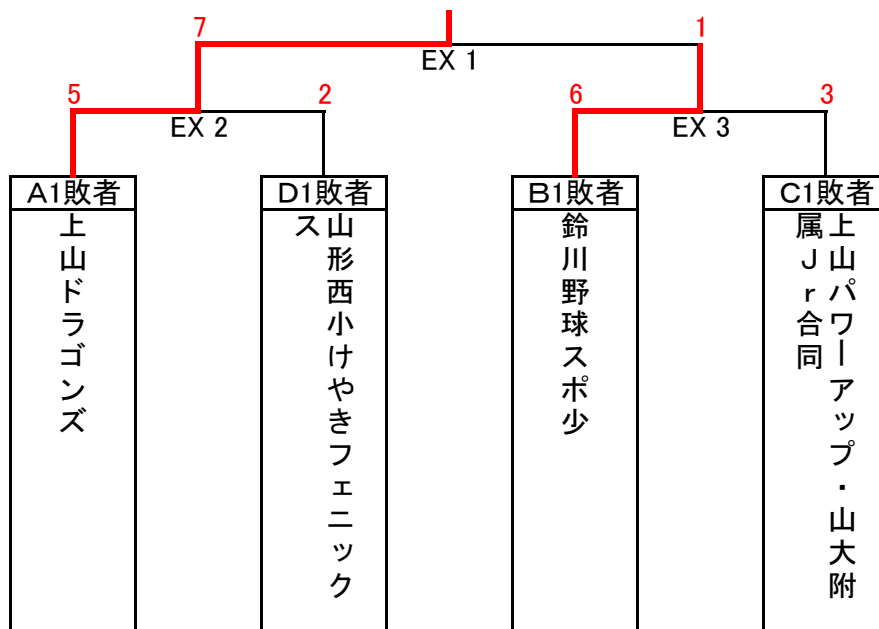 7
1
EX 1
5
2
6
3
EX 2
EX 3
A1敗者
D1敗者
B1敗者
C1敗者
上山ドラゴンズ
山形西小けやきフェニック
ス
鈴川野球スポ少
上山パワーアップ・山大附
属Jr合同